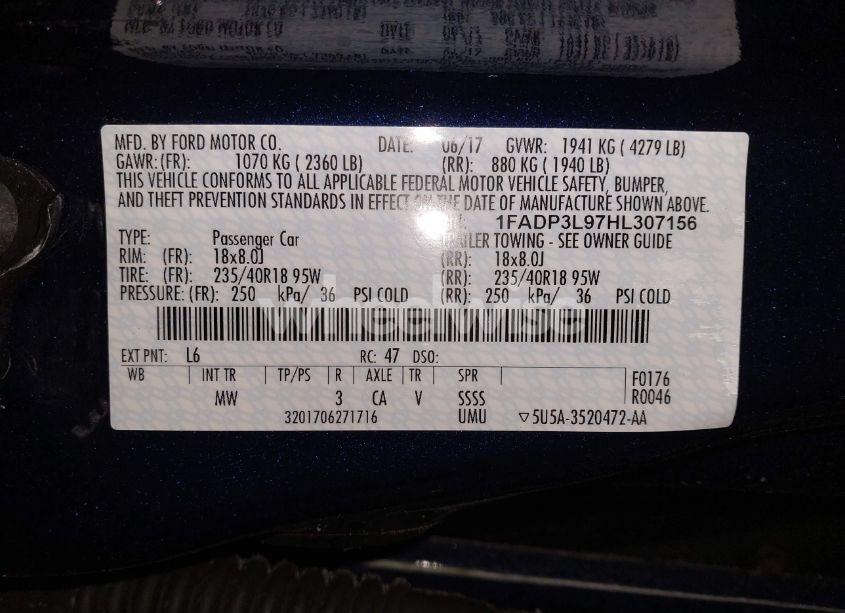 MFD. BY FORD MOTOR CO. DATE: 06/17 GVWR: 1941 KG ( 4279 LB)
GAWR:(FR): 1070 KG ( 2360 LB) (RR): 880 KG ( 1940 LB)
THIS VEHICLE CONFORMS TO ALL APPLICABLE FEDERAL MOTOR VEHICLE SAFETY, BUMPER,
AND THEFT PREVENTION STANDARDS IN EFFECT ON THE DATE OF MANUFACTURE SHOWN ABOVE.
1FADP3L97HL307156
TYPE: Passenger Car TRAILER TOWING - SEE OWNER GUIDE
RIM: (FR): 18x8.0J (RR): 18x8.0J
TIRE: (FR): 235/40R18 95W (RR): 235/40R18 95W
PRESSURE: (FR): 250 kPa/ 36 PSI COLD (RR): 250 kPa/ 36 PSI COLD
wheelwise
EXT PNT: L6 RC: 47 DSO:
WB INT TR TP/PS R AXLE TR SPR F0176
MW 3 CA V SSSS R0046
3201706271716 UMU ▽5U5A-3520472-AA